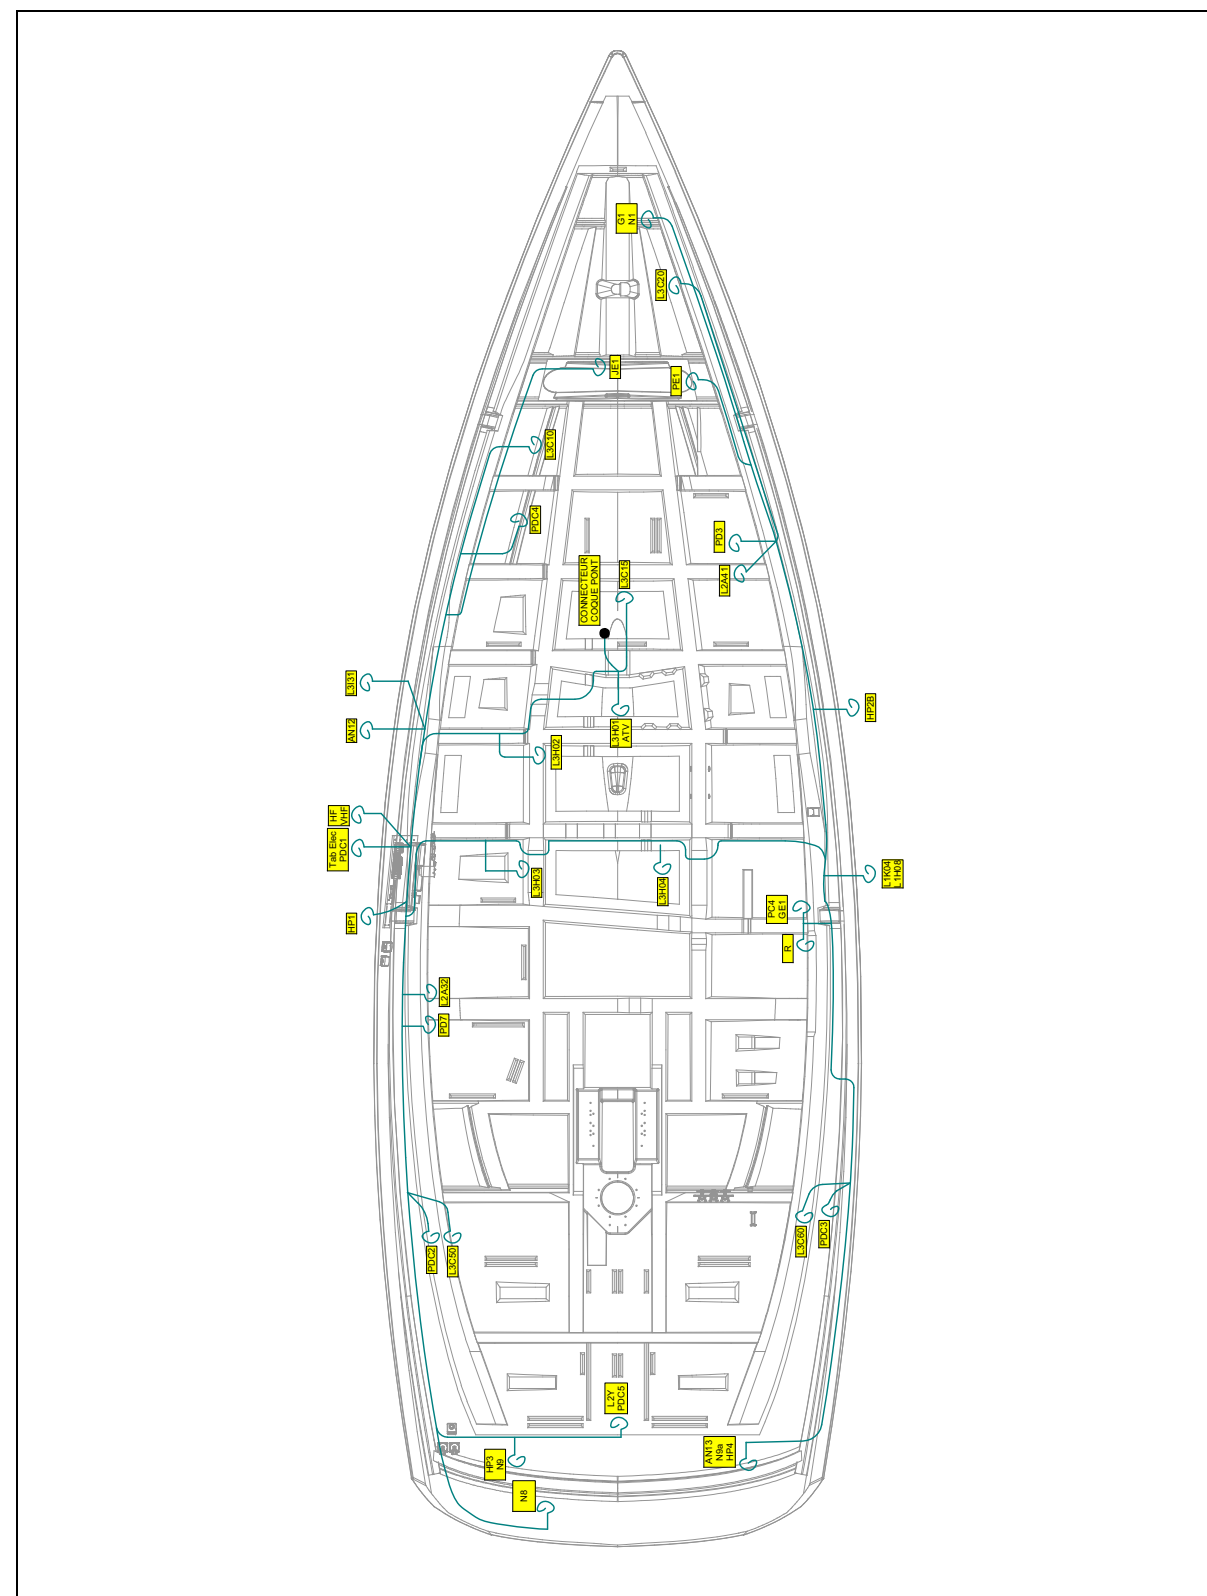 G1
N1
L3C20
JE1
PE1
L3C10
PDC4
PD3
CONNECTEUR
COQUE PONT
L3C15
L2A41
L3I31
AN12
HP2B
L3H01
ATV
L3H02
HF
VHF
Tab Elec
PDC1
L3H03
L3H04
L1K04
L1H08
HP1
PC4
GE1
R
L2A32
PD7
PDC2
L3C50
L3C60
PDC3
L2Y
PDC5
HP3
N9
AN13
N9a
HP4
N8